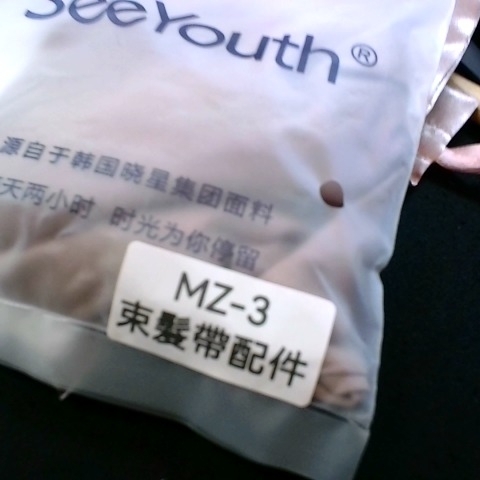 SeeYouth®
源自于韩国晓星集团面料
天两小时 时光为你停留
MZ-3
束髮帶配件